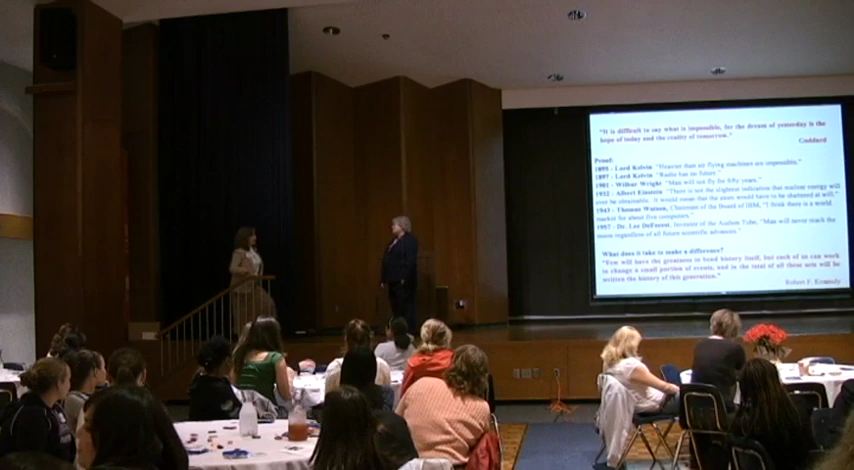 "It is difficult to say what is impossible, for the dream of yesterday is the
hope of today and the reality of tomorrow."
Goddard
Proof:
1895 - Lord Kelvin "Heavier than air flying machines are impossible."
1897 - Lord Kelvin "Radio has no future."
1901 - Wilbur Wright "Man will not fly for fifty years."
1932 - Albert Einstein "There is not the slightest indication that nuclear energy will
ever be obtainable. It would mean that the atom would have to be shattered at will."
1943 - Thomas Watson, Chairman of the Board of IBM, "I think there is a world
market for about five computers."
1957 - Dr. Lee DeForest, Inventor of the Audion Tube, "Man will never reach the
moon regardless of all future scientific advances."
What does it take to make a difference?
"Few will have the greatness to bend history itself, but each of us can work
to change a small portion of events, and in the total of all those acts will be
written the history of this generation."
Robert F. Kennedy